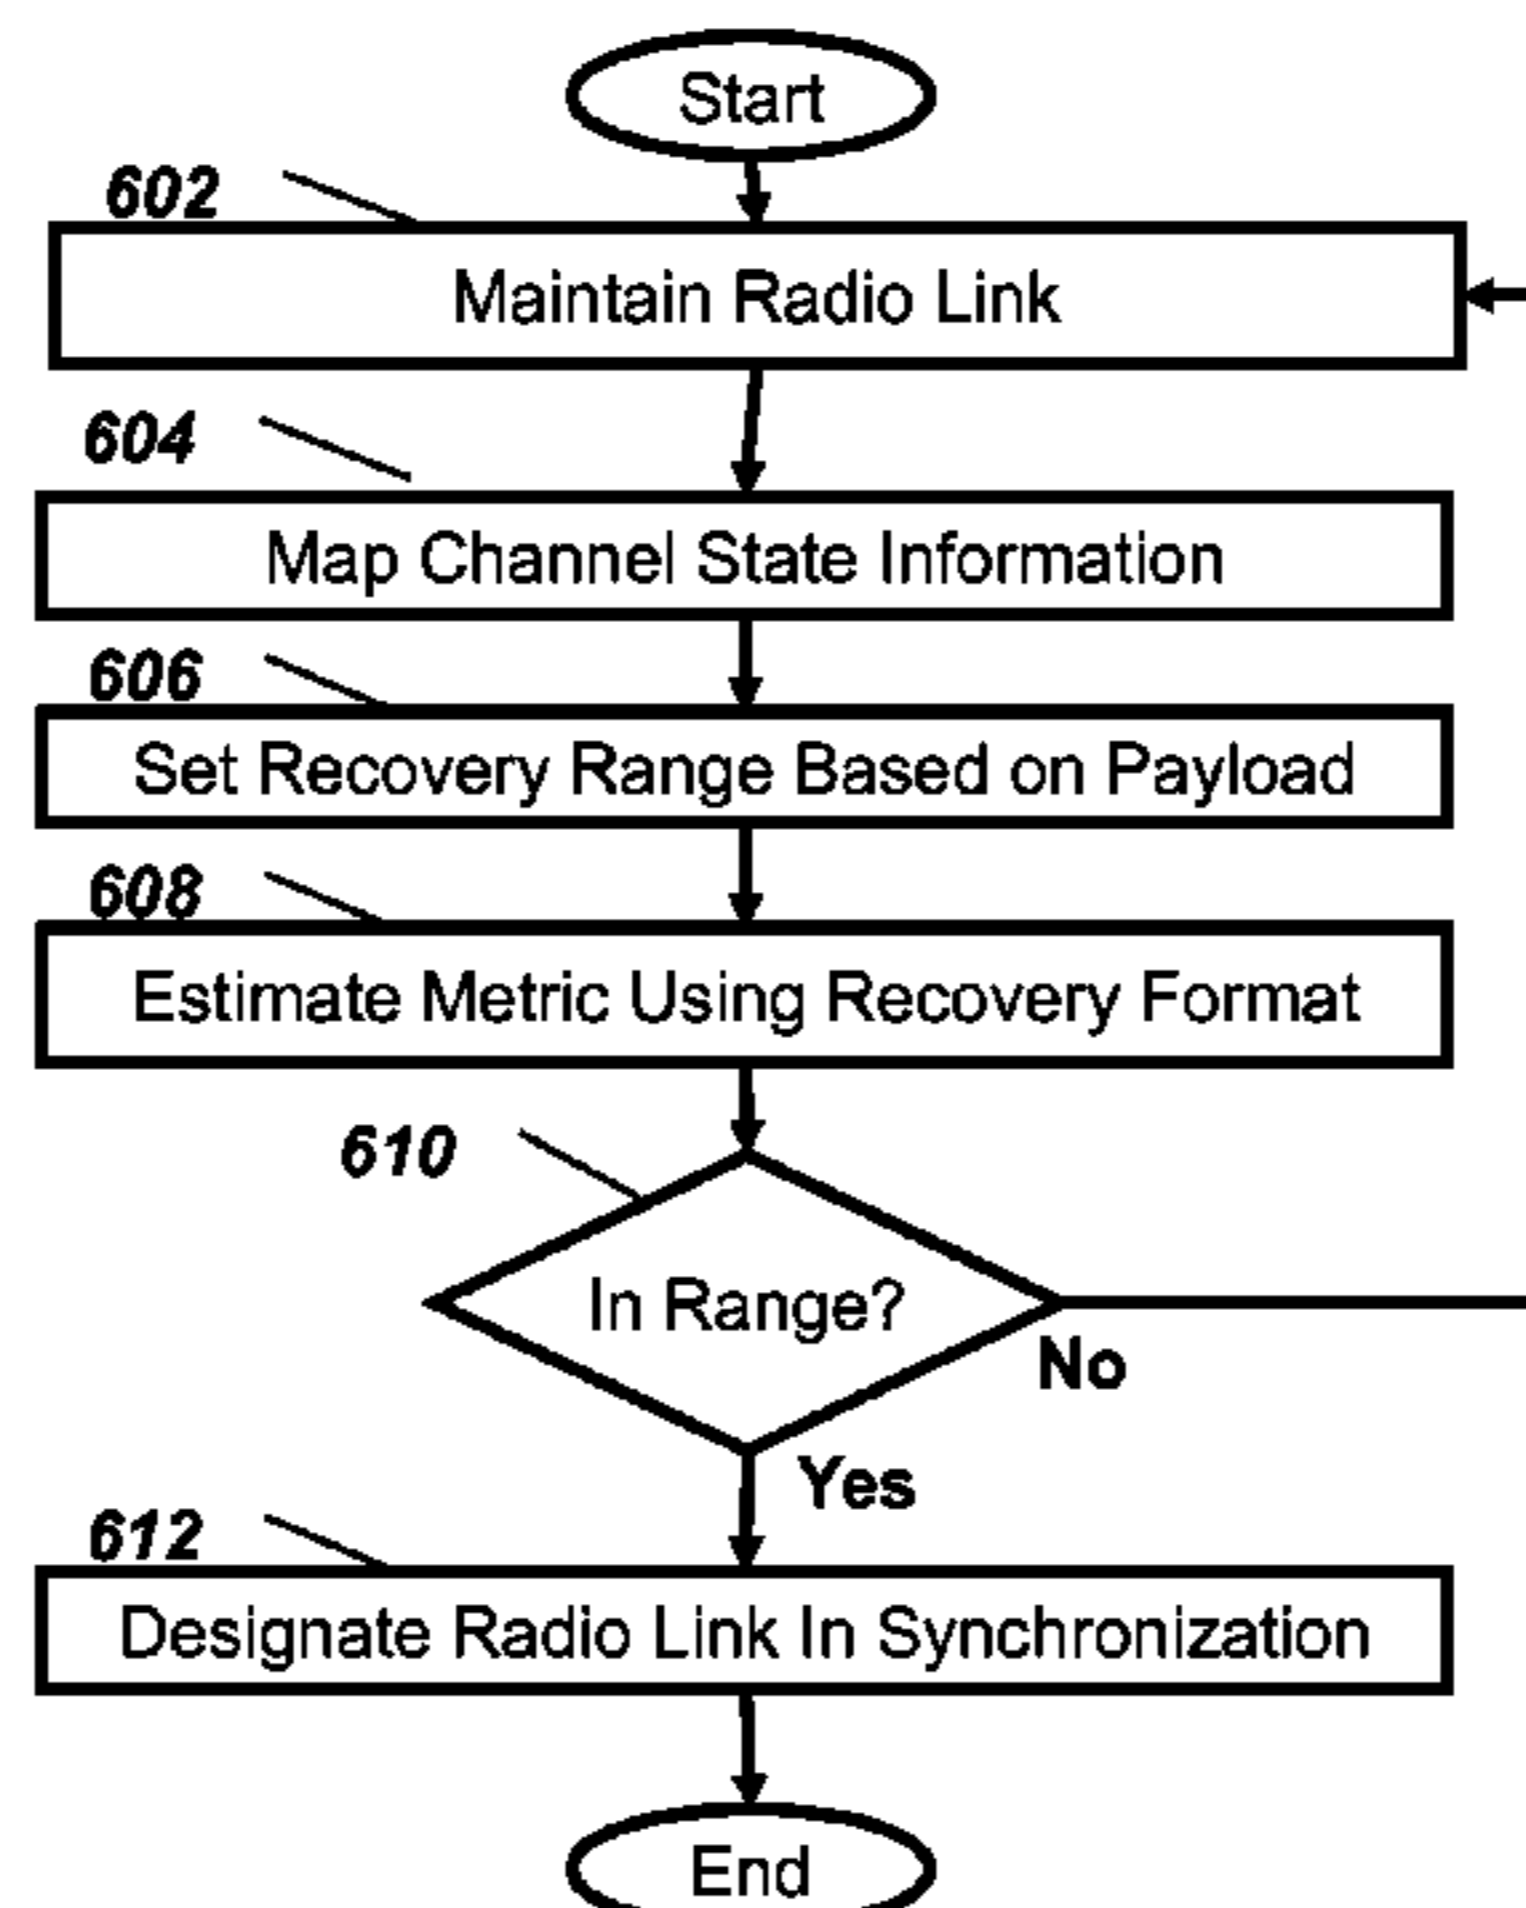 Start
602
Maintain Radio Link
604
Map Channel State Information
606
Set Recovery Range Based on Payload
608
Estimate Metric Using Recovery Format
610
In Range?
No
Yes
612
Designate Radio Link In Synchronization
End